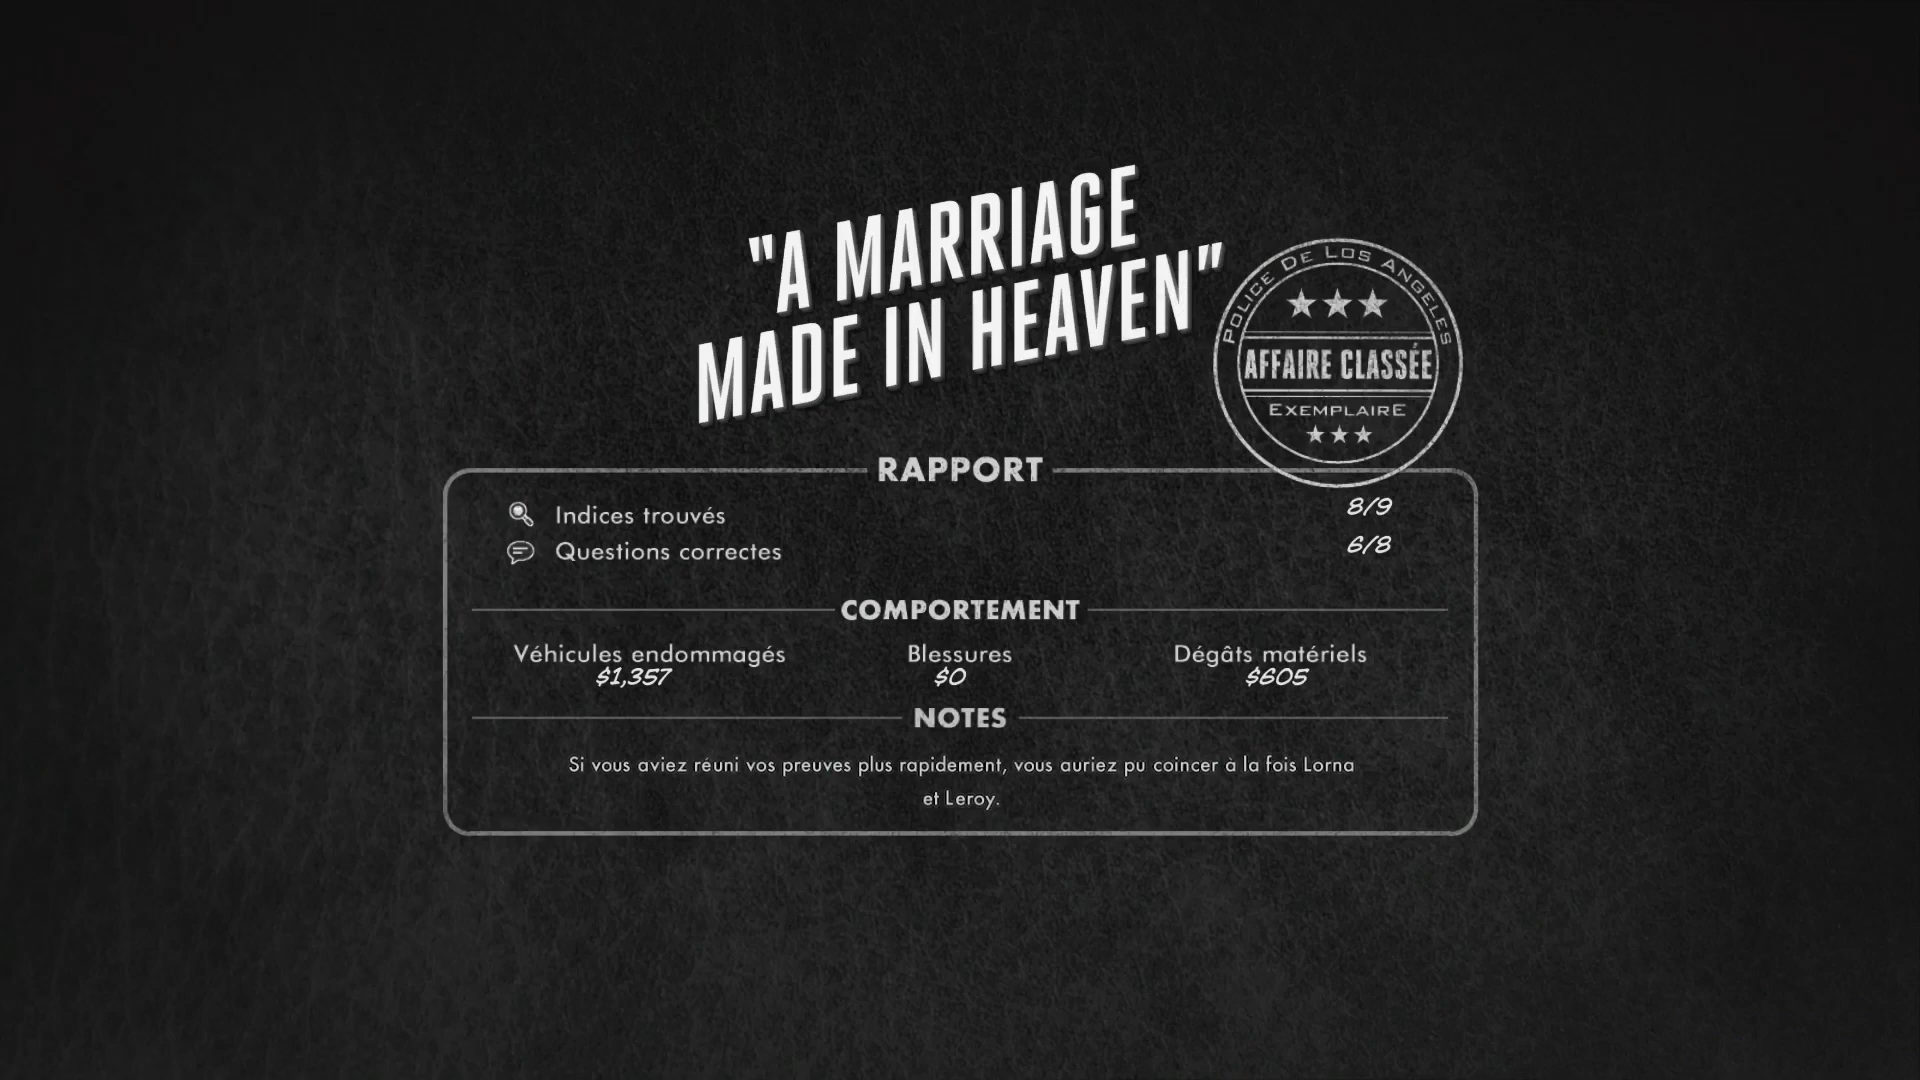 "A MARRIAGE
MADE IN HEAVEN"
POLICE DE LOS ANGELES
AFFAIRE CLASSÉE
EXEMPLAIRE
RAPPORT
Indices trouvés 8/9
Questions correctes 6/8
COMPORTEMENT
Véhicules endommagés Blessures Dégâts matériels
$1,357 $0 $605
NOTES
Si vous aviez réuni vos preuves plus rapidement, vous auriez pu coincer à la fois Lorna
et Leroy.